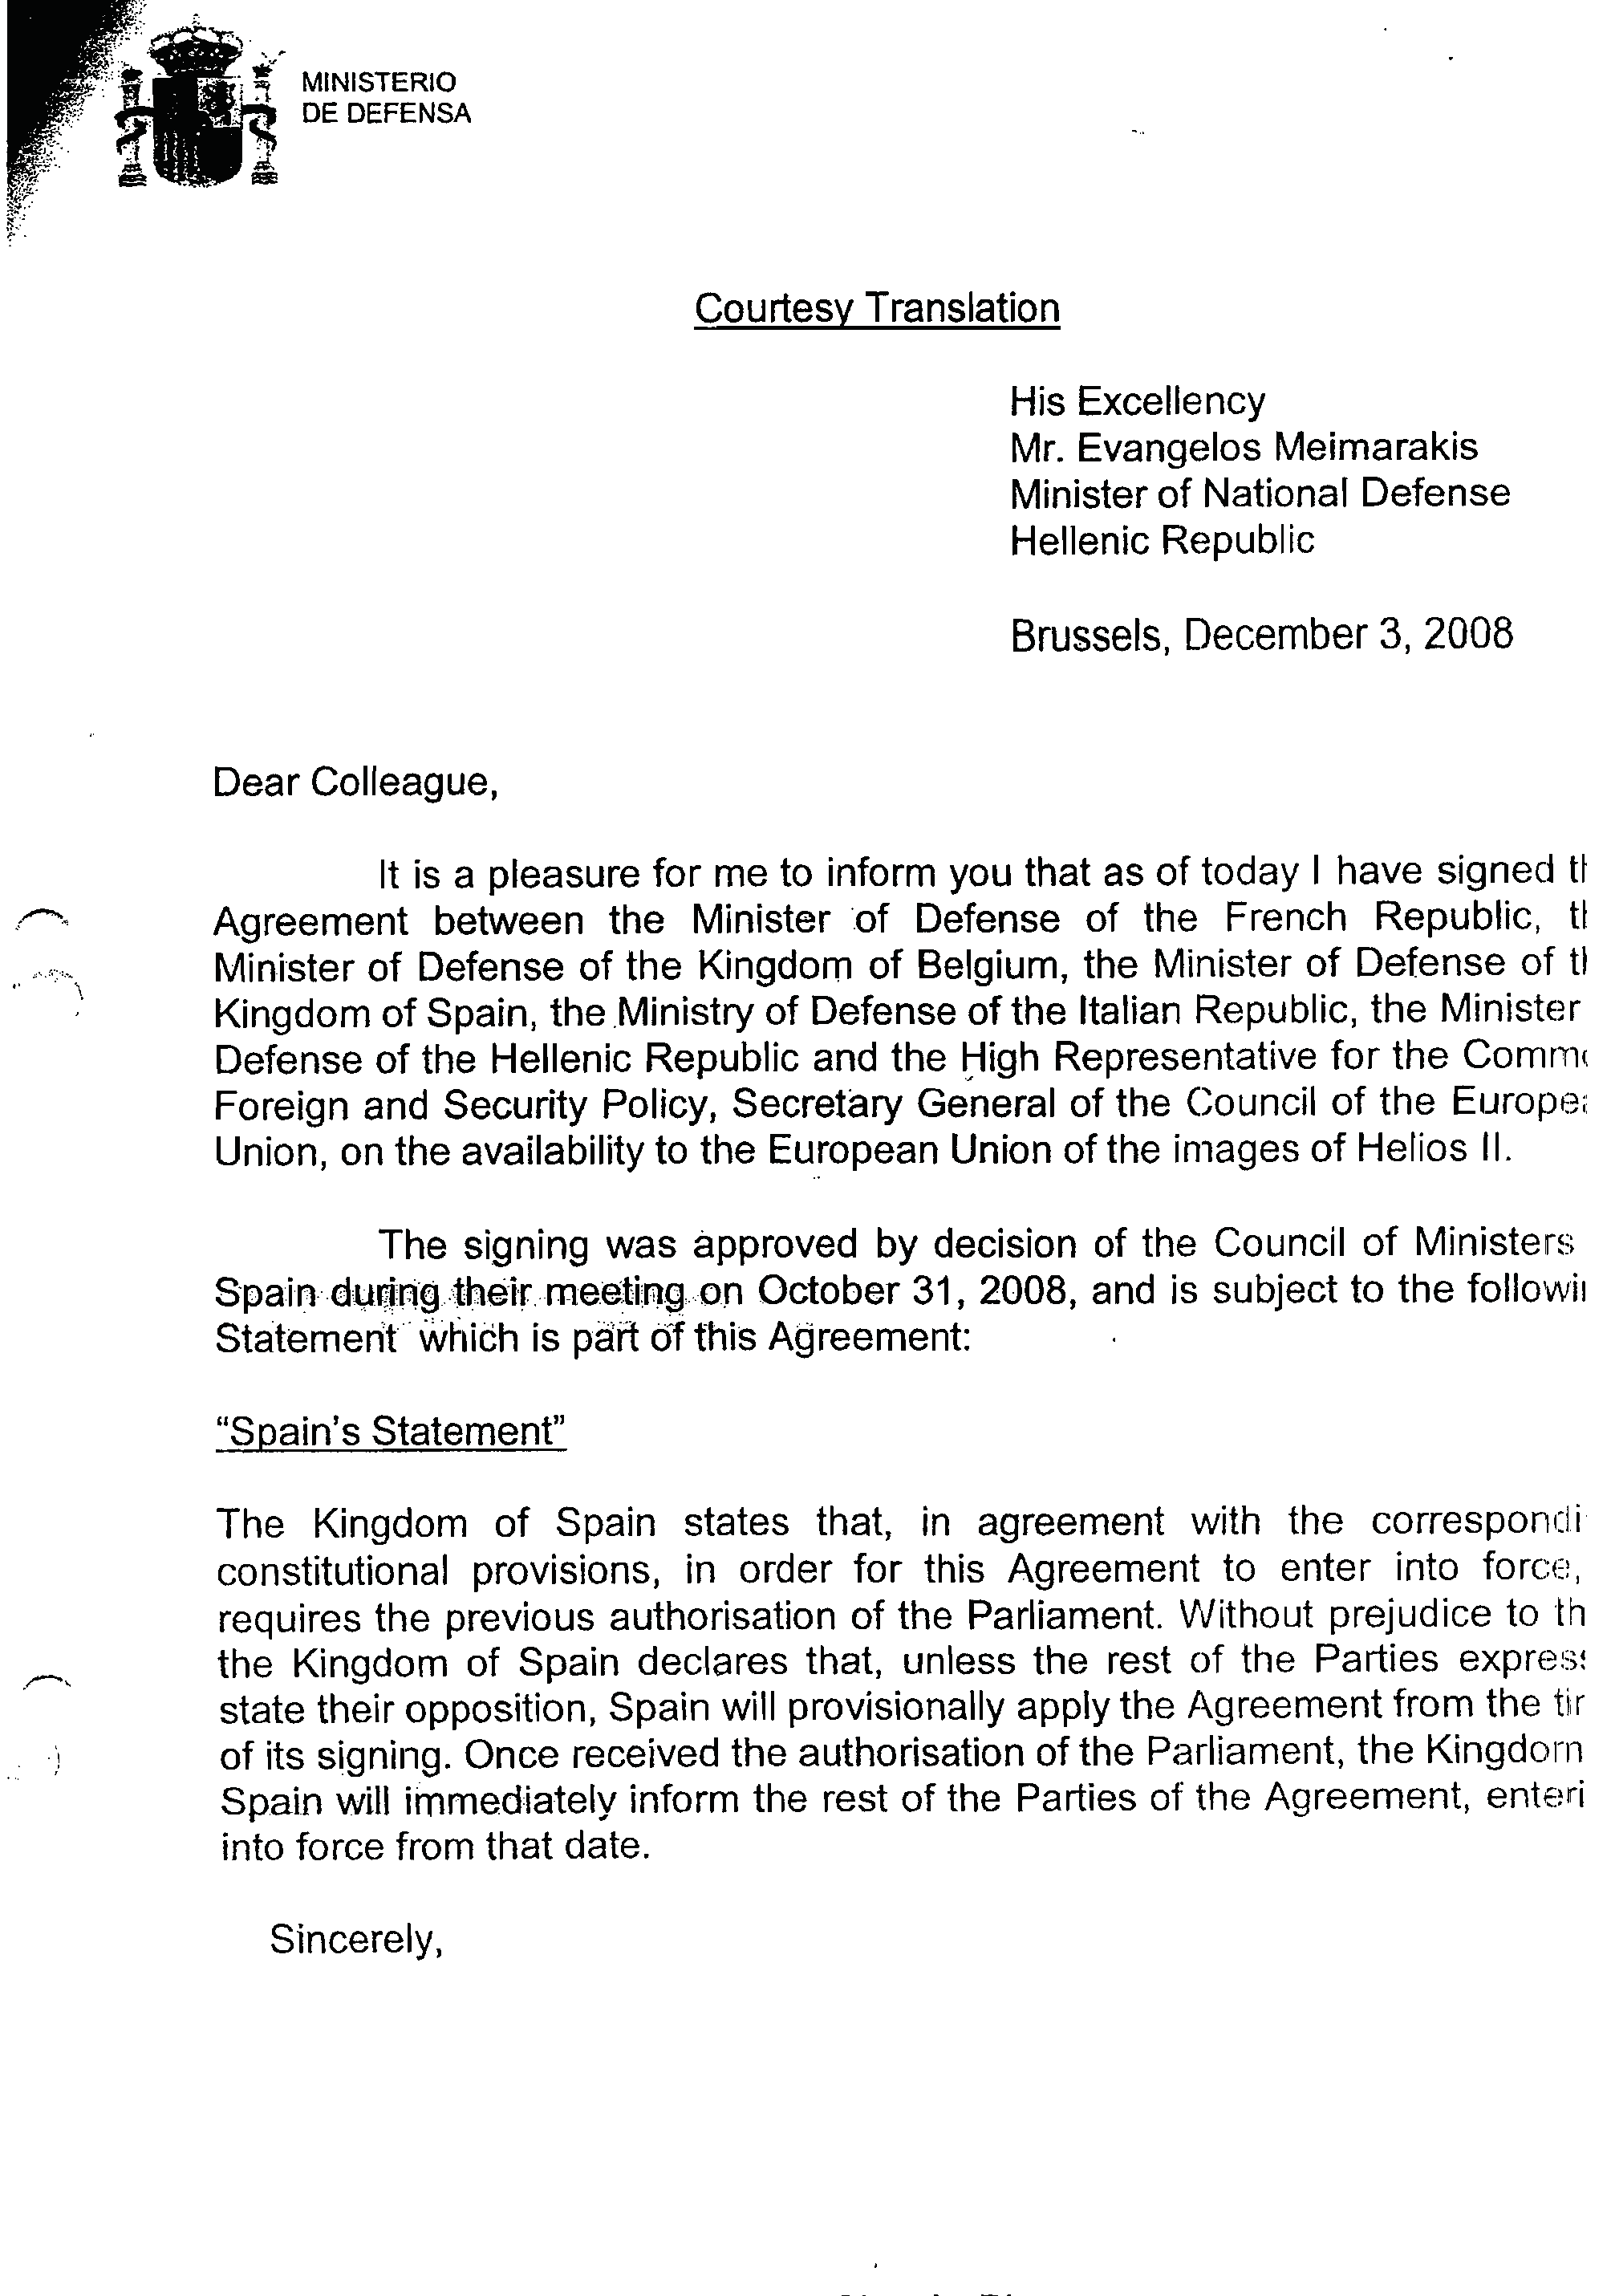 MINISTERIO
DE DEFENSA
Courtesy Translation
His Excellency
Mr. Evangelos Meimarakis
Minister of National Defense
Hellenic Republic
Brussels, December 3, 2008
Dear Colleague,
It is a pleasure for me to inform you that as of today I have signed
Agreement between the Minister of Defense of the French Republic,
Minister of Defense of the Kingdom of Belgium, the Minister of Defense of
Kingdom of Spain, the Ministry of Defense of the Italian Republic, the Minister
Defense of the Hellenic Republic and the High Representative for the
Foreign and Security Policy, Secretary General of the Council of the
Union, on the availability to the European Union of the images of Helios II.
The signing was approved by decision of the Council of Ministers
Spain during their meeting on October 31, 2008, and is subject to the
Statement which is part of this Agreement:
"Spain's Statement"
The Kingdom of Spain states that, in agreement with the
constitutional provisions, in order for this Agreement to enter into force,
requires the previous authorisation of the Parliament. Without prejudice to
the Kingdom of Spain declares that, unless the rest of the Parties
state their opposition, Spain will provisionally apply the Agreement from the
of its signing. Once received the authorisation of the Parliament, the Kingdom
Spain will immediately inform the rest of the Parties of the Agreement,
into force from that date.
Sincerely,